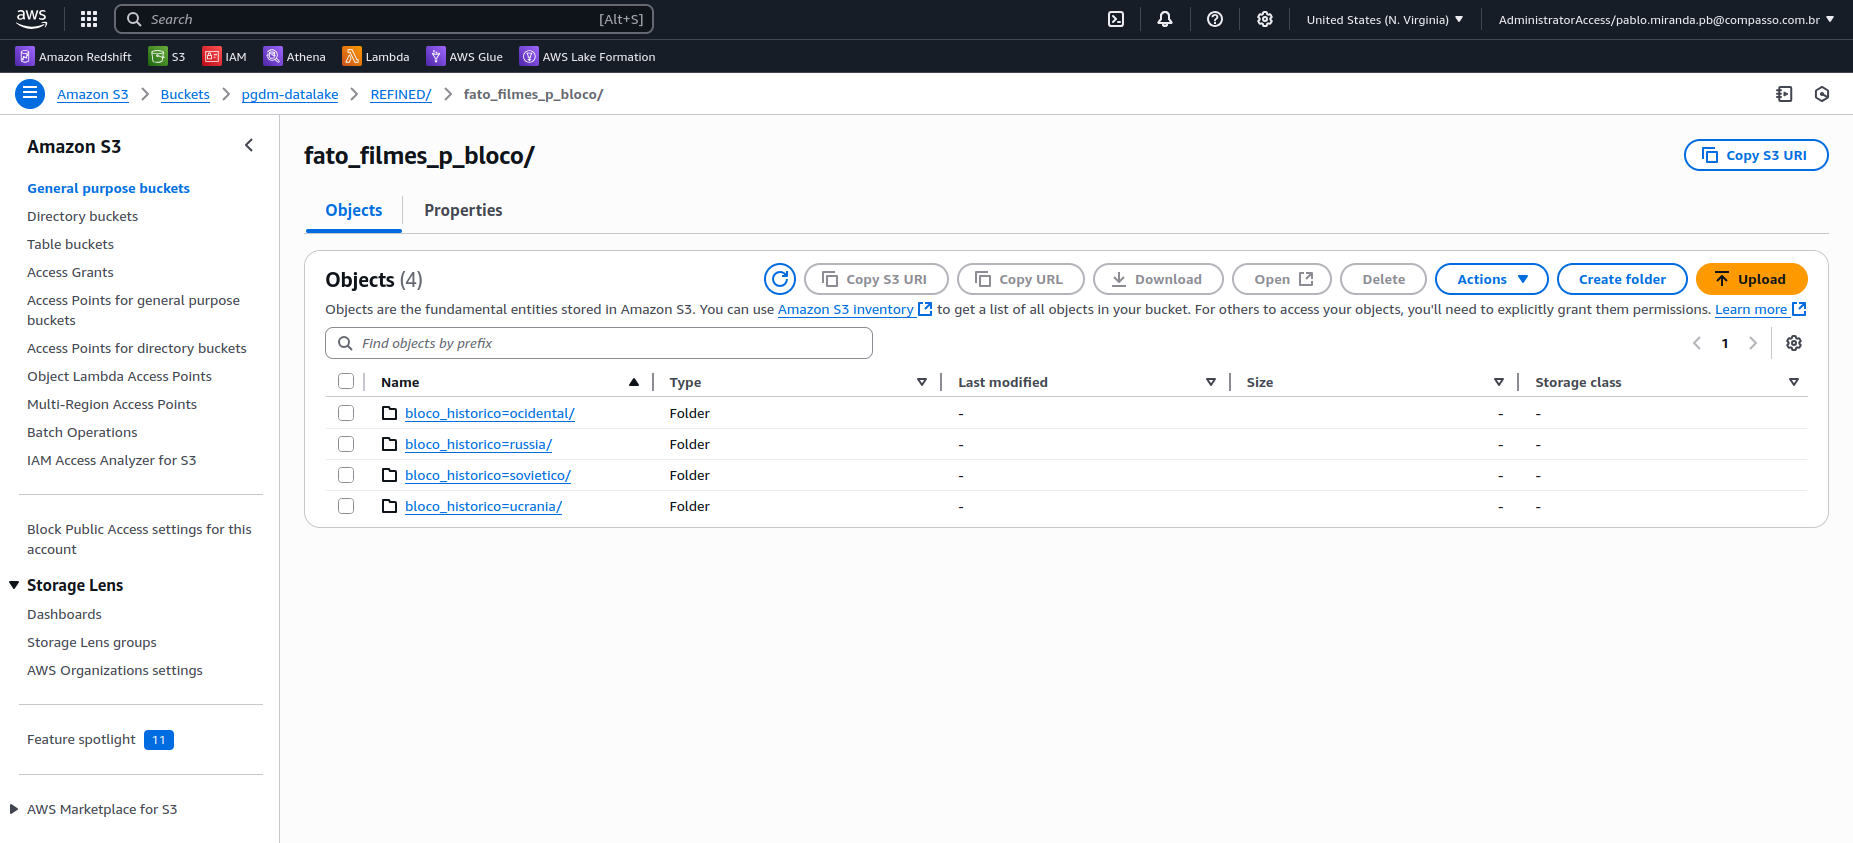 aws
Search [Alt+S] United States (N. Virginia) AdministratorAccess/pablo.miranda.pb@compasso.com.br
Amazon Redshift S3 IAM Athena Lambda AWS Glue AWS Lake Formation
Amazon S3 Buckets pgdm-datalake REFINED/ fato_filmes_p_bloco/
Amazon S3
General purpose buckets
Directory buckets
Table buckets
Access Grants
Access Points for general purpose
buckets
Access Points for directory buckets
Object Lambda Access Points
Multi-Region Access Points
Batch Operations
IAM Access Analyzer for S3
Block Public Access settings for this
account
Storage Lens
Dashboards
Storage Lens groups
AWS Organizations settings
Feature spotlight 11
AWS Marketplace for S3
fato_filmes_p_bloco/
Copy S3 URI
Objects Properties
Objects (4)
Copy S3 URI Copy URL Download Open Delete Actions Create folder Upload
Objects are the fundamental entities stored in Amazon S3. You can use Amazon S3 inventory to get a list of all objects in your bucket. For others to access your objects, you'll need to explicitly grant them permissions. Learn more
Find objects by prefix
1
Name Type Last modified Size Storage class
bloco_historico=ocidental/ Folder - - -
bloco_historico=russia/ Folder - - -
bloco_historico=sovietico/ Folder - - -
bloco_historico=ucrania/ Folder - - -